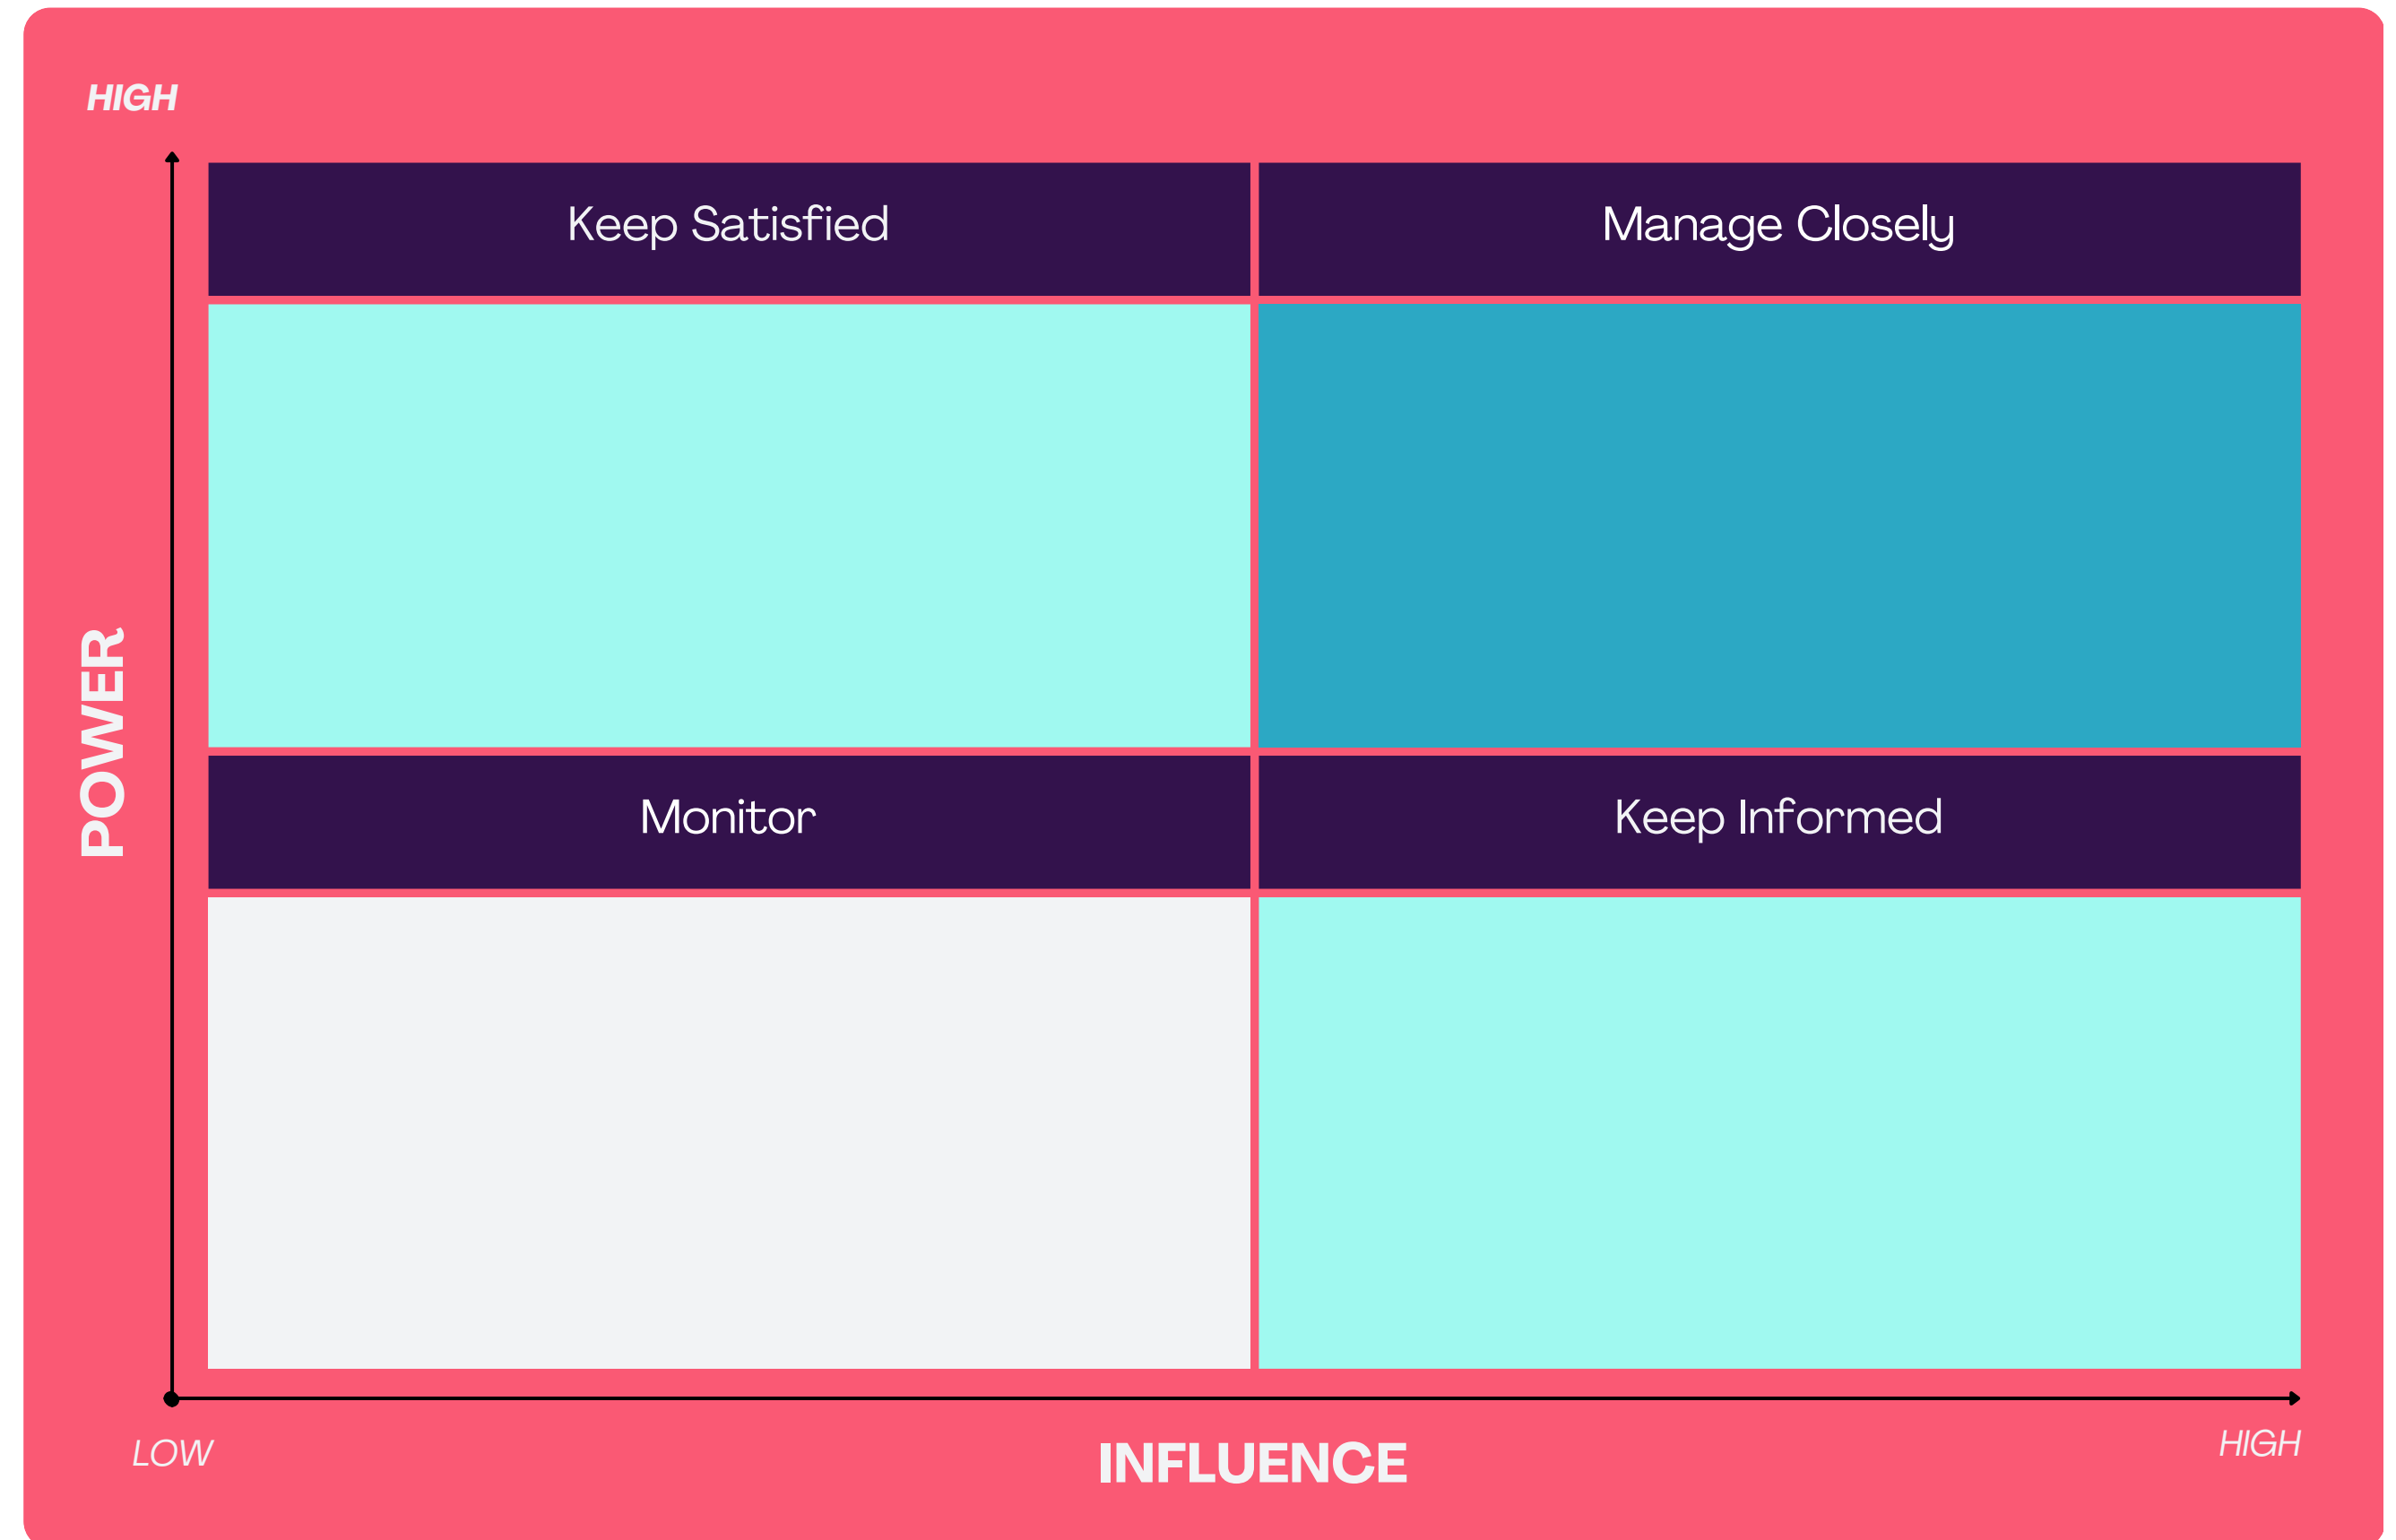 HIGH
Keep Satisfied
Manage Closely
POWER
Monitor
Keep Informed
LOW
INFLUENCE
HIGH